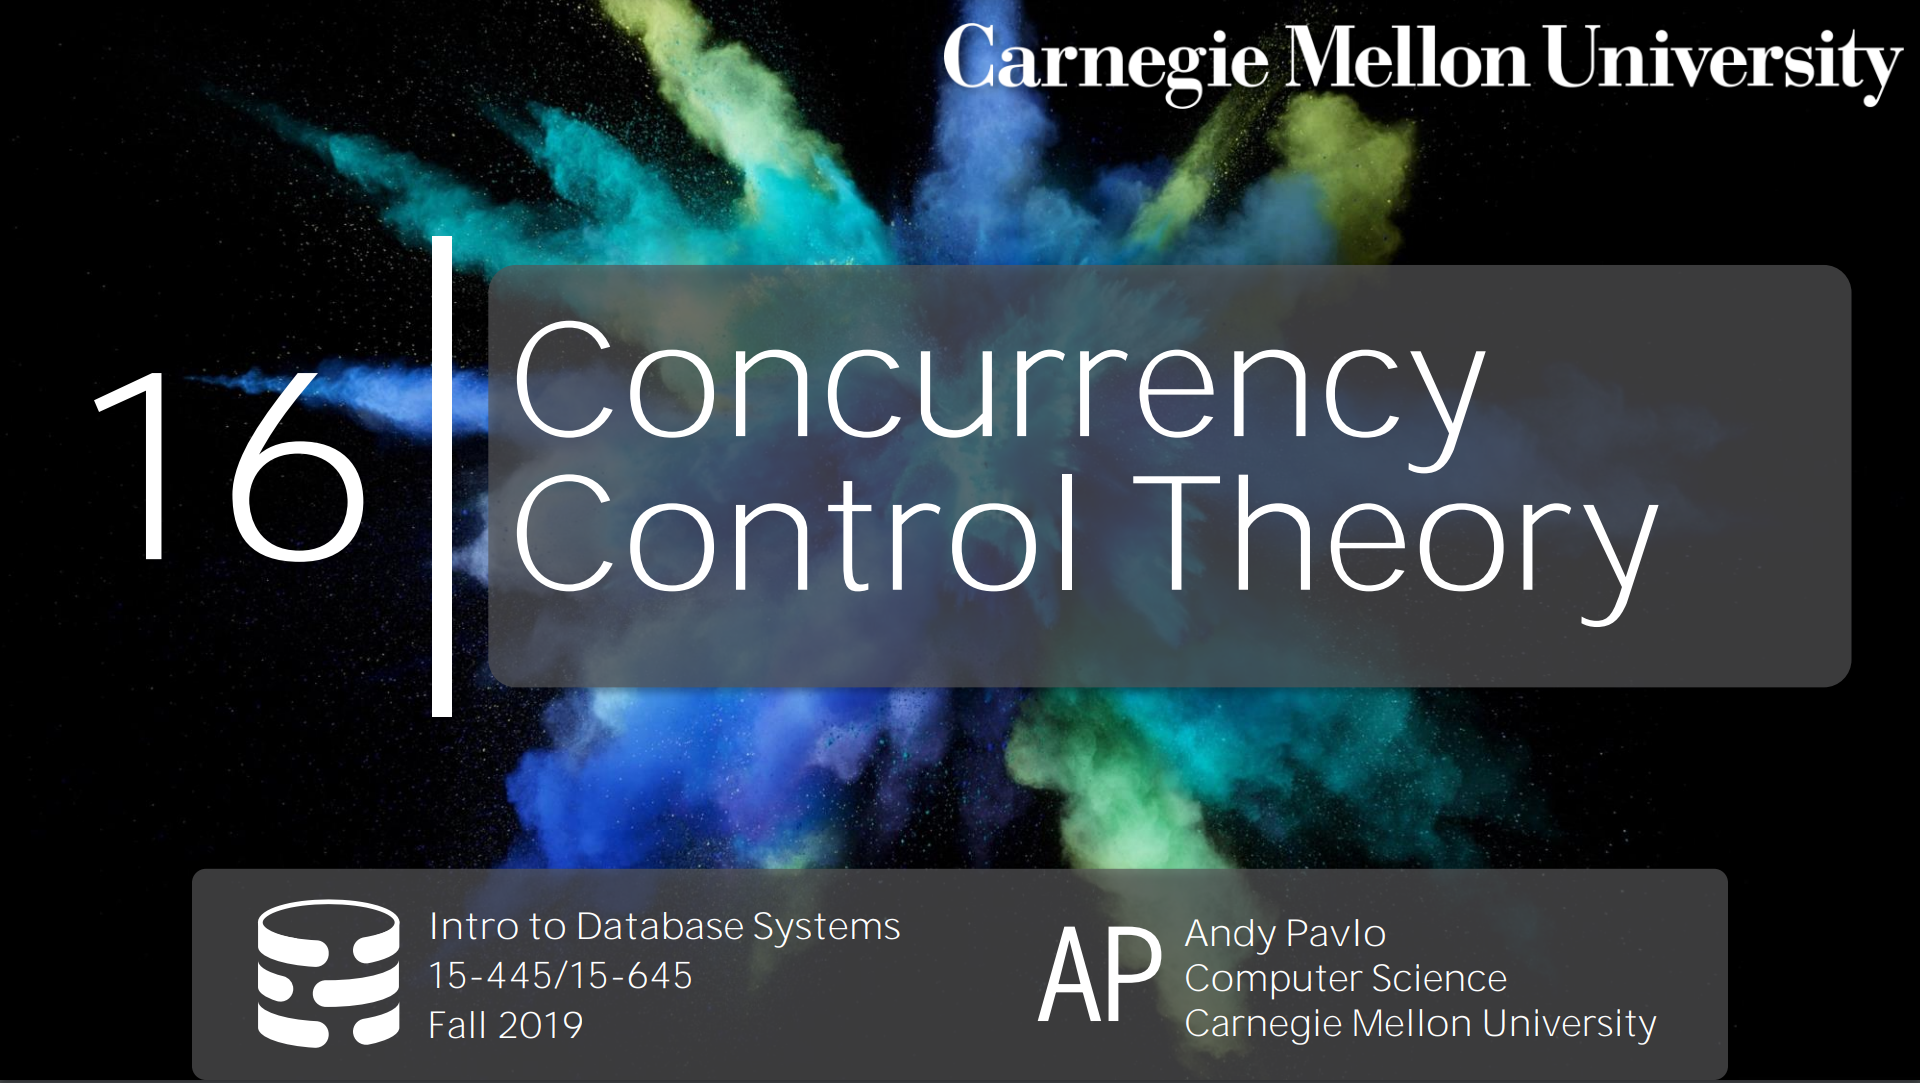 Carnegie Mellon University
16
Concurrency
Control Theory
Intro to Database Systems
15-445/15-645
Fall 2019
AP
Andy Pavlo
Computer Science
Carnegie Mellon University